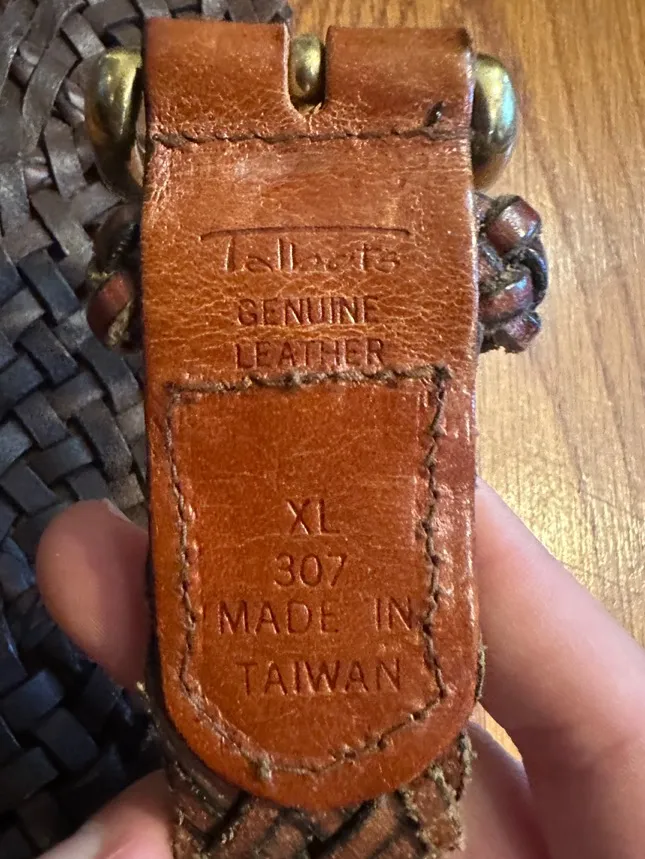 Talbots
GENUINE
LEATHER
XL
307
MADE IN
TAIWAN